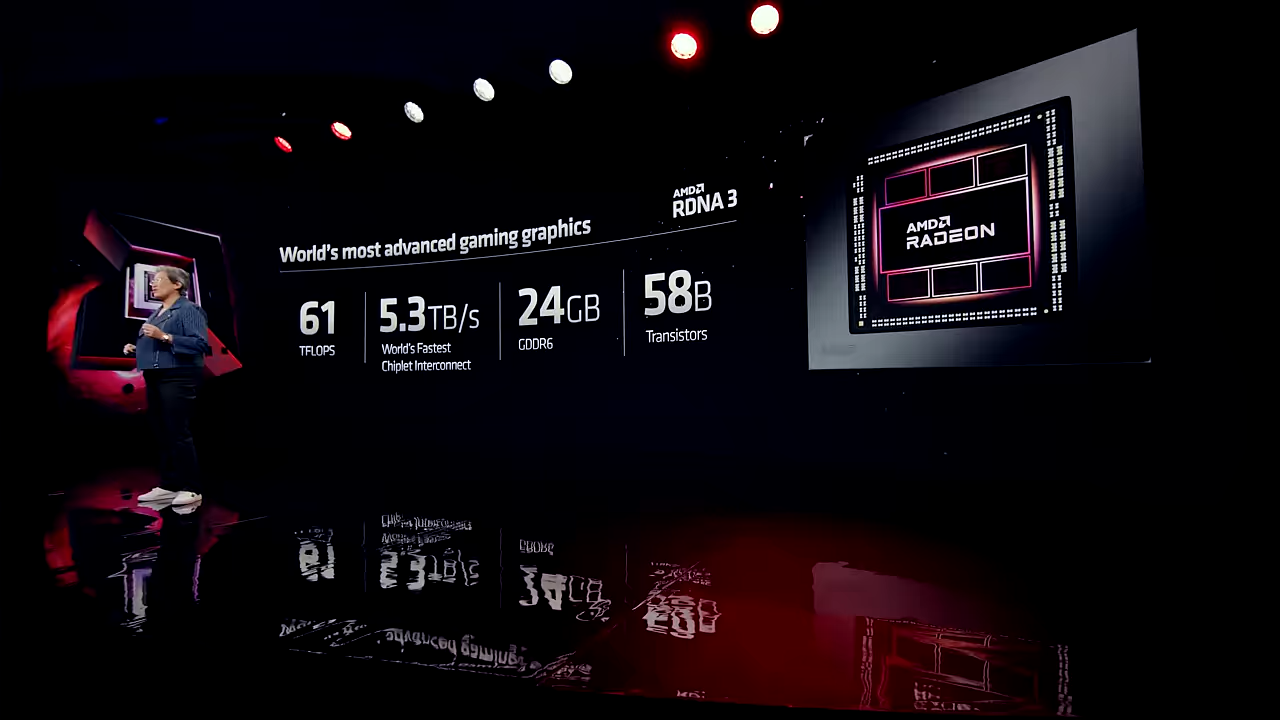 AMD
RDNA 3
World's most advanced gaming graphics
61
TFLOPS
5.3TB/s
World's Fastest
Chiplet Interconnect
24GB
GDDR6
58B
Transistors
AMD
RADEON